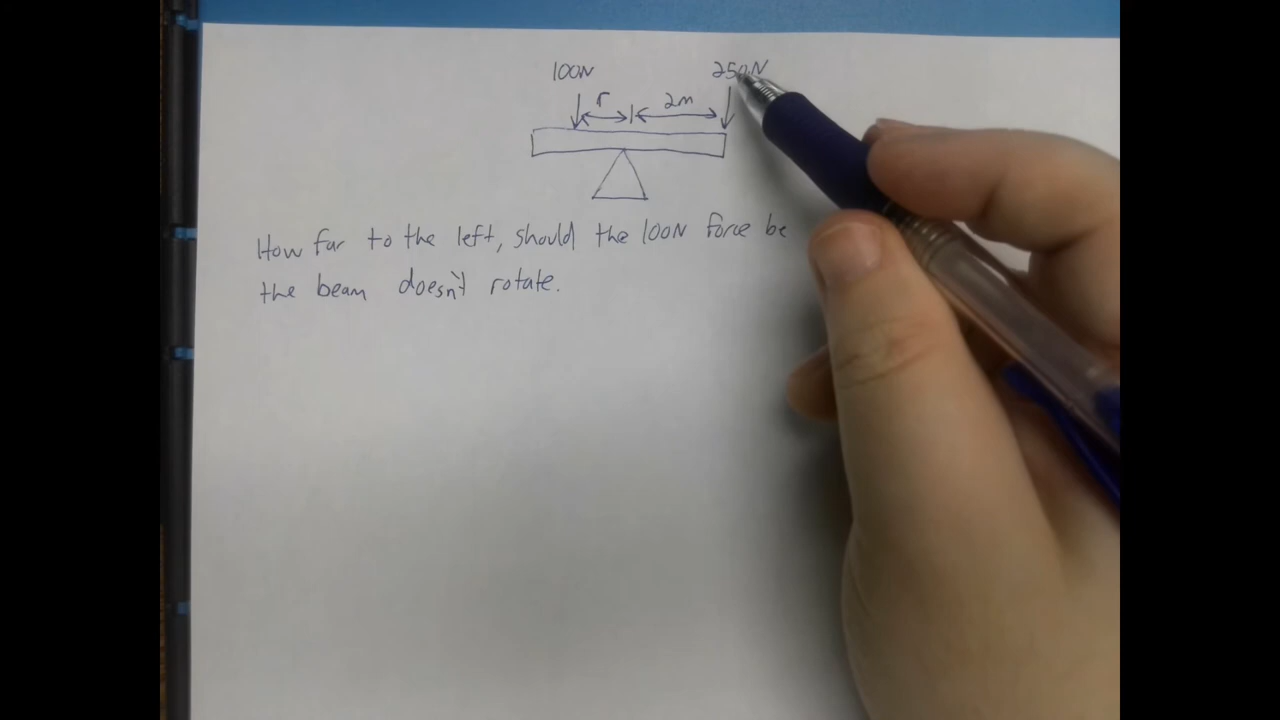 100N 250N
r 2m
How far to the left, should the 100N force be
the beam doesn't rotate.